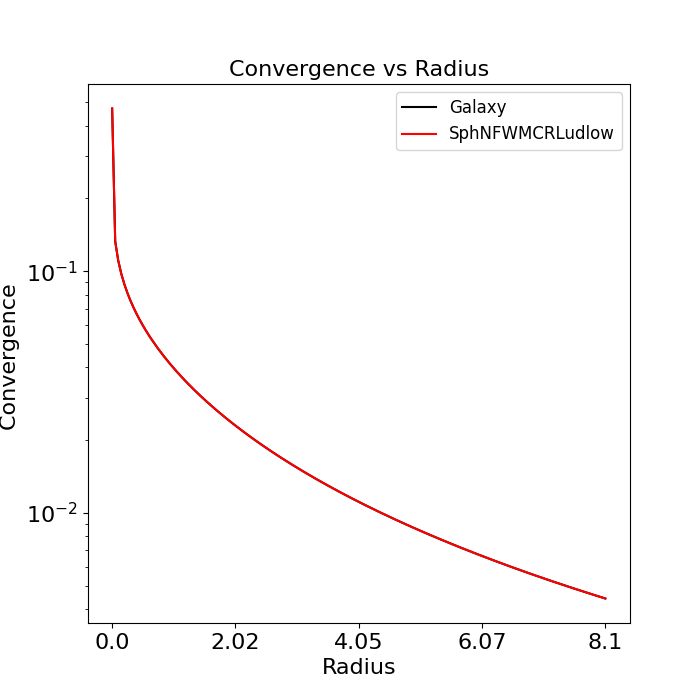 Convergence vs Radius
Galaxy
SphNFWMCRLudlow
Convergence
10⁻¹
10⁻²
0.0 2.02 4.05 6.07 8.1
Radius